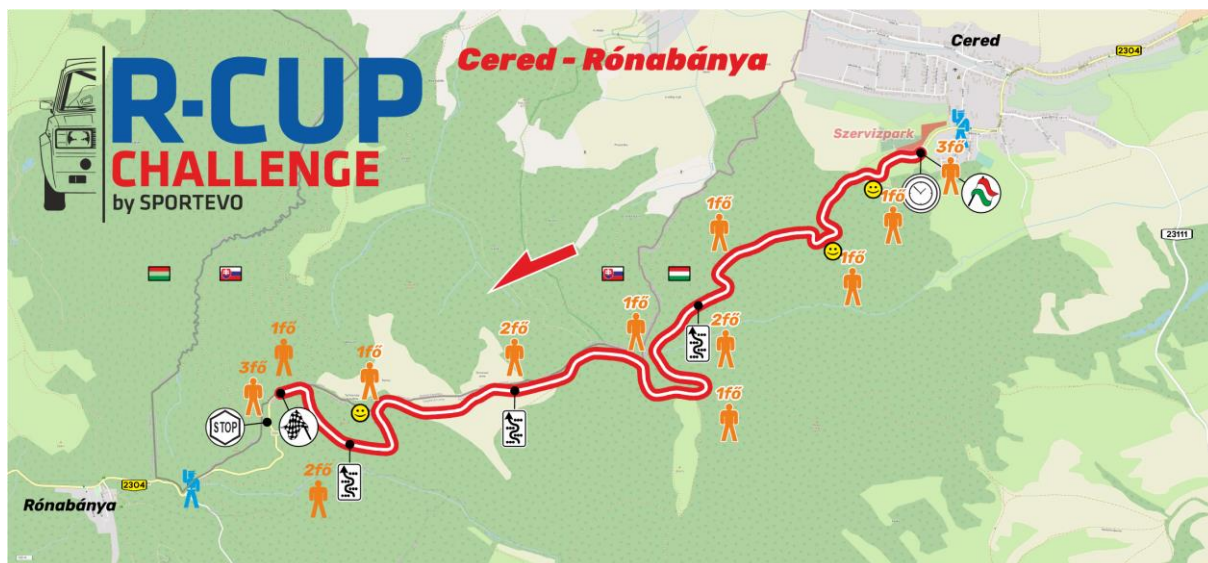 R-CUP
CHALLENGE
by SPORTEVO
Cered - Rónabánya
Cered
2304
Szervizpark
3fő
1fő
1fő
1fő
23111
1fő
2fő
2fő
1fő
1fő
1fő
3fő
1fő
STOP
2fő
2304
Rónabánya